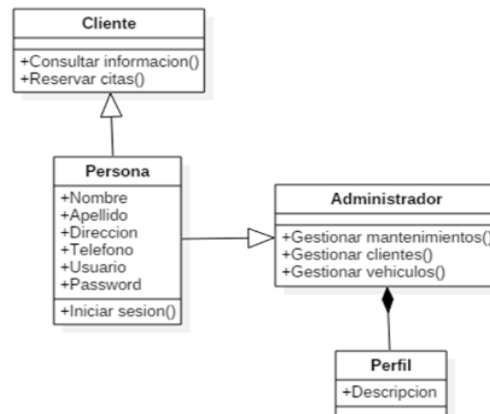 Cliente
+Consultar informacion()
+Reservar citas()
Persona
+Nombre
+Apellido
+Direccion
+Telefono
+Usuario
+Password
+Iniciar sesion()
Administrador
+Gestionar mantenimientos()
+Gestionar clientes()
+Gestionar vehiculos()
Perfil
+Descripcion